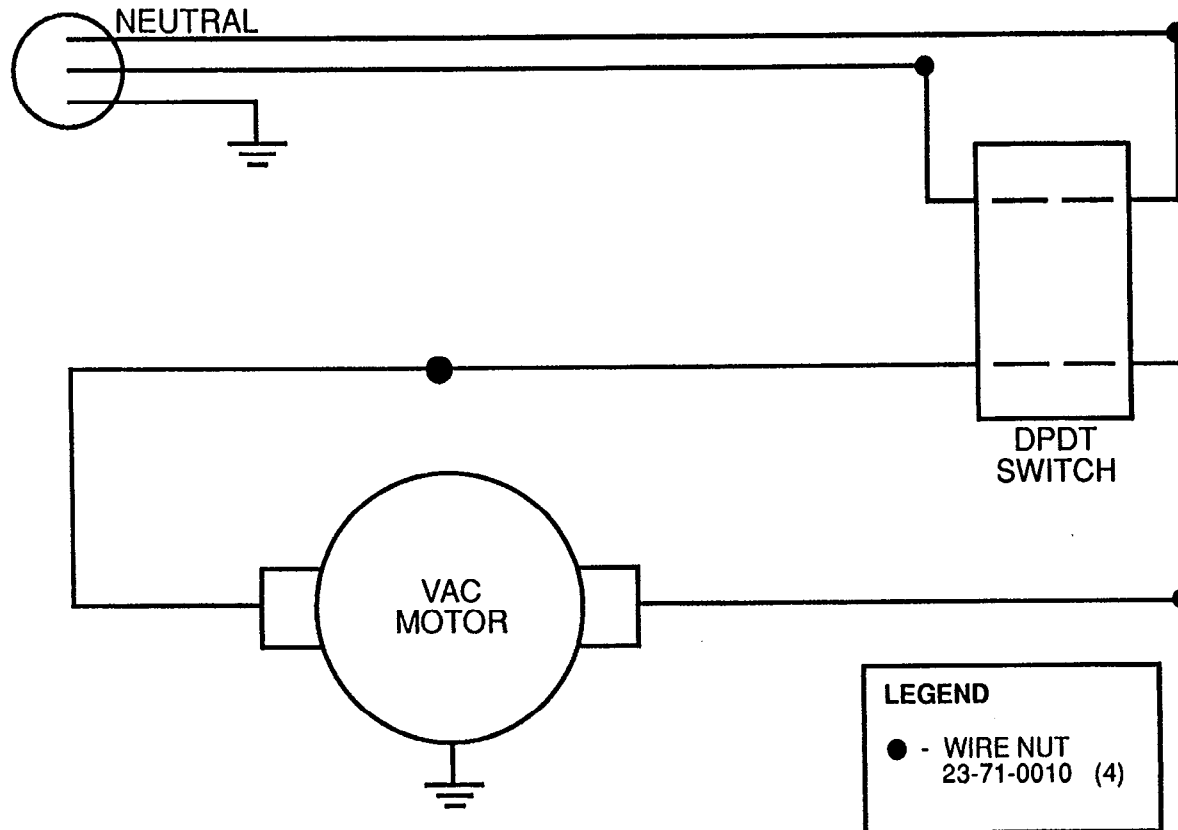 NEUTRAL
DPDT
SWITCH
VAC
MOTOR
LEGEND
- WIRE NUT
23-71-0010 (4)